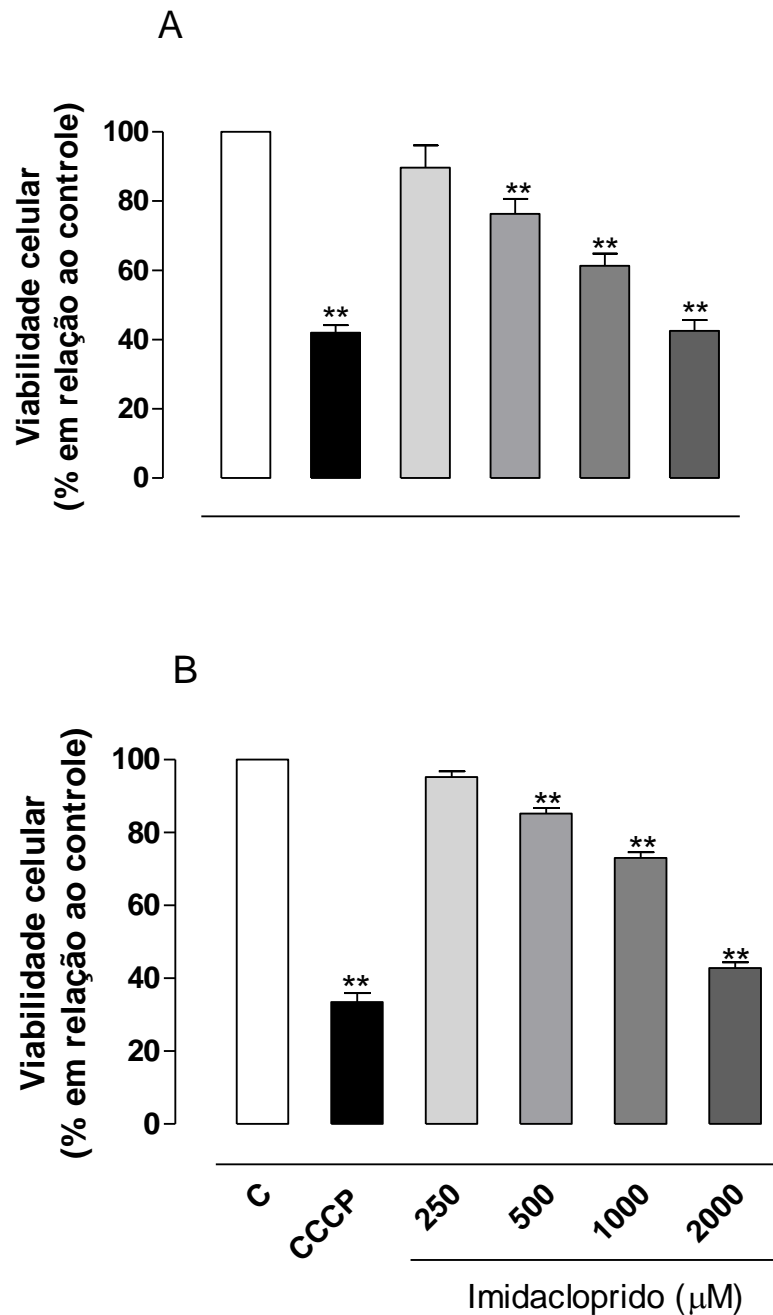 A
Viabilidade celular
(% em relação ao controle)
100
80
60
40
20
0
**
**
**
**
B
Viabilidade celular
(% em relação ao controle)
100
80
60
40
20
0
**
**
**
**
C
CCCP
250
500
1000
2000
Imidacloprido (µM)